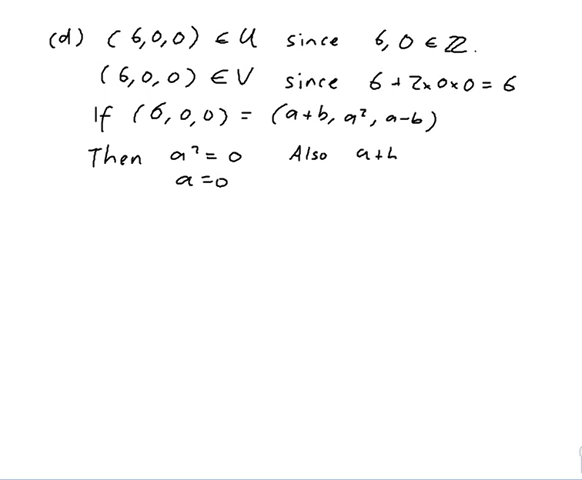 (d) (6,0,0) ∈ U since 6, 0 ∈ ℤ.
(6,0,0) ∈ V since 6 + 2×0×0 = 6
If (6,0,0) = (a+b, a², a-b)
Then a² = 0 Also a+b
a = 0